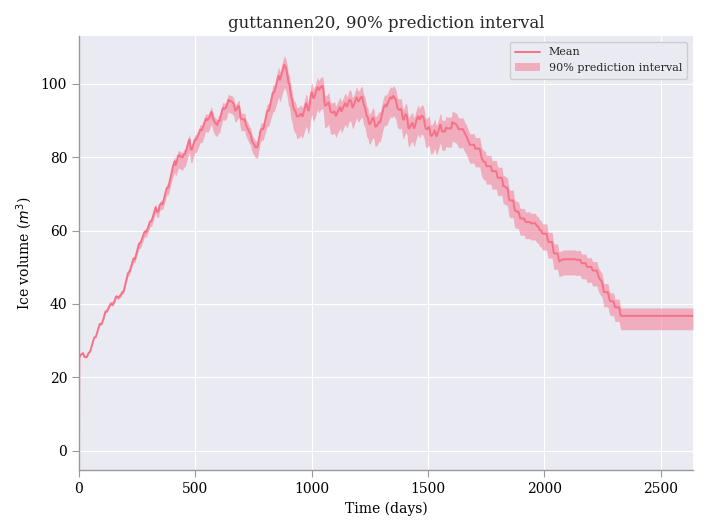 guttannen20, 90% prediction interval
Mean
90% prediction interval
Ice volume (m³)
100
80
60
40
20
0
0 500 1000 1500 2000 2500
Time (days)